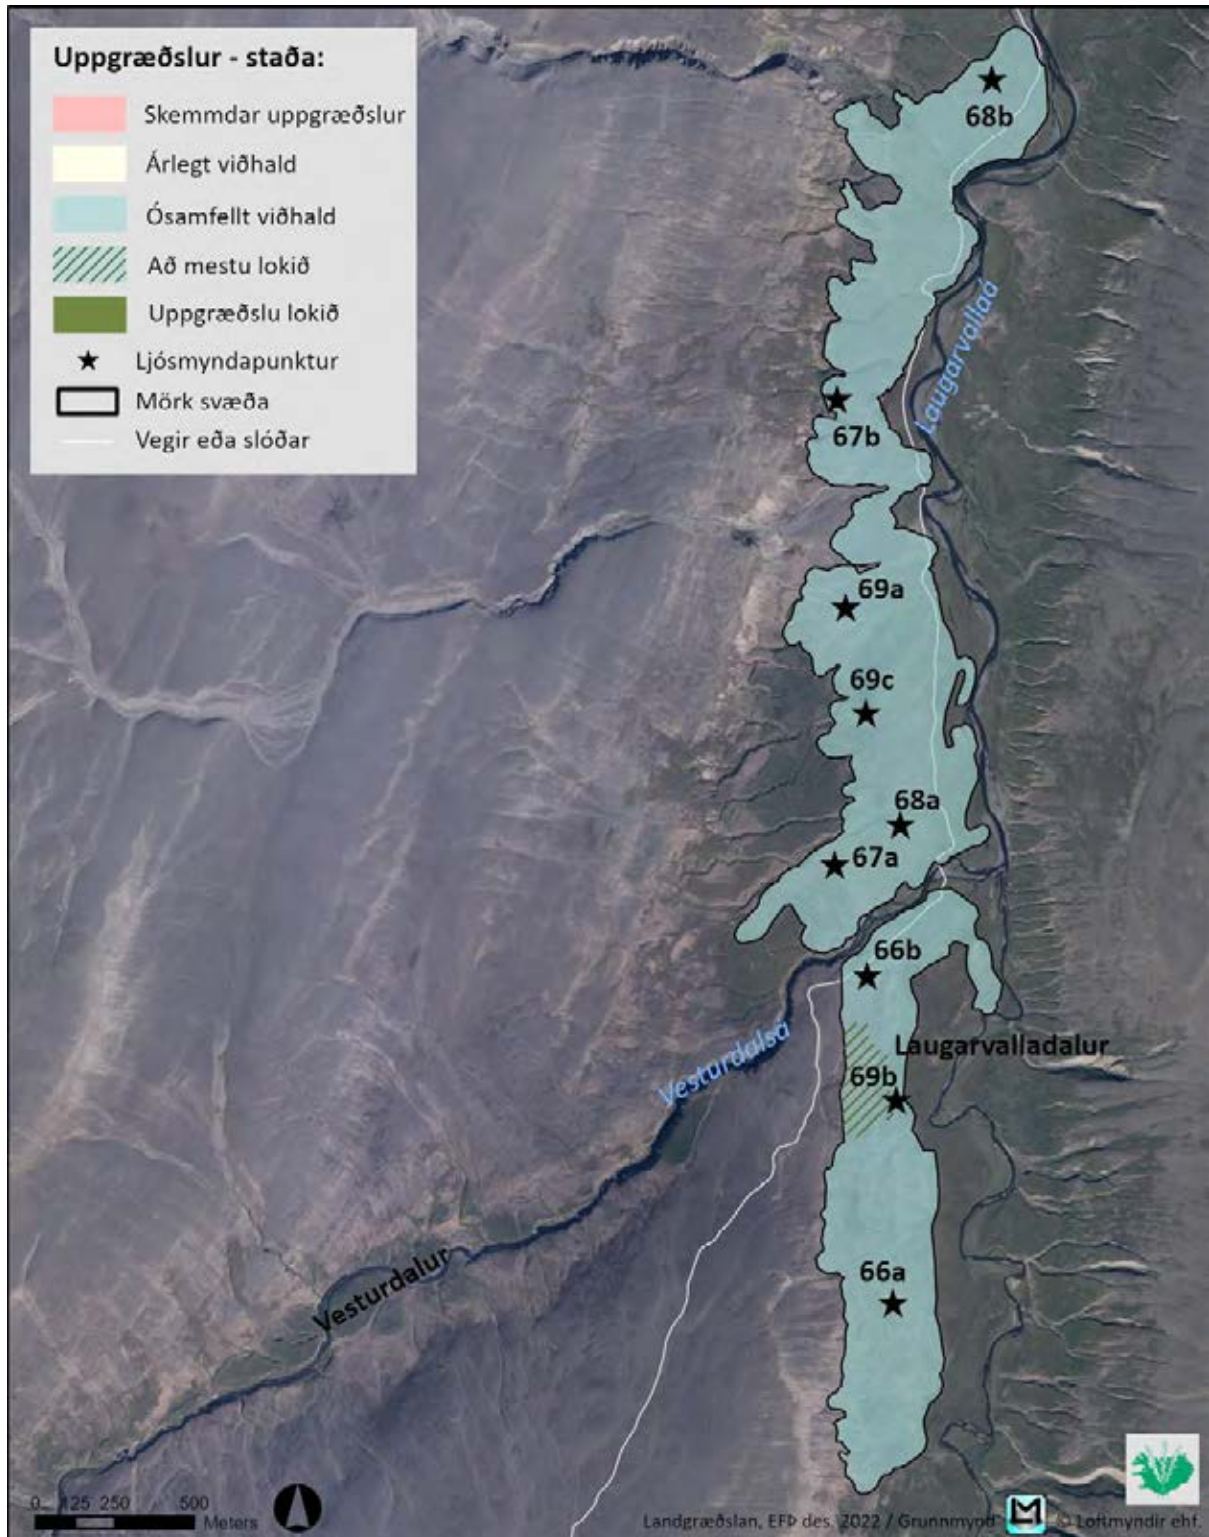 Uppgræðslur - staða:
Skemmdar uppgræðslur
Árlegt viðhald
Ósamfellt viðhald
Að mestu lokið
Uppgræðslu lokið
Ljósmyndapunktur
Mörk svæða
Vegir eða slóðar
68b
Laugarvallaá
67b
69a
69c
68a
67a
66b
Laugarvalladalur
Vesturdalsá
69b
Vesturdalur
66a
0 125 250 500
Meters
Landgræðslan, EFÞ des. 2022 / Grunnmynd © Loftmyndir ehf.